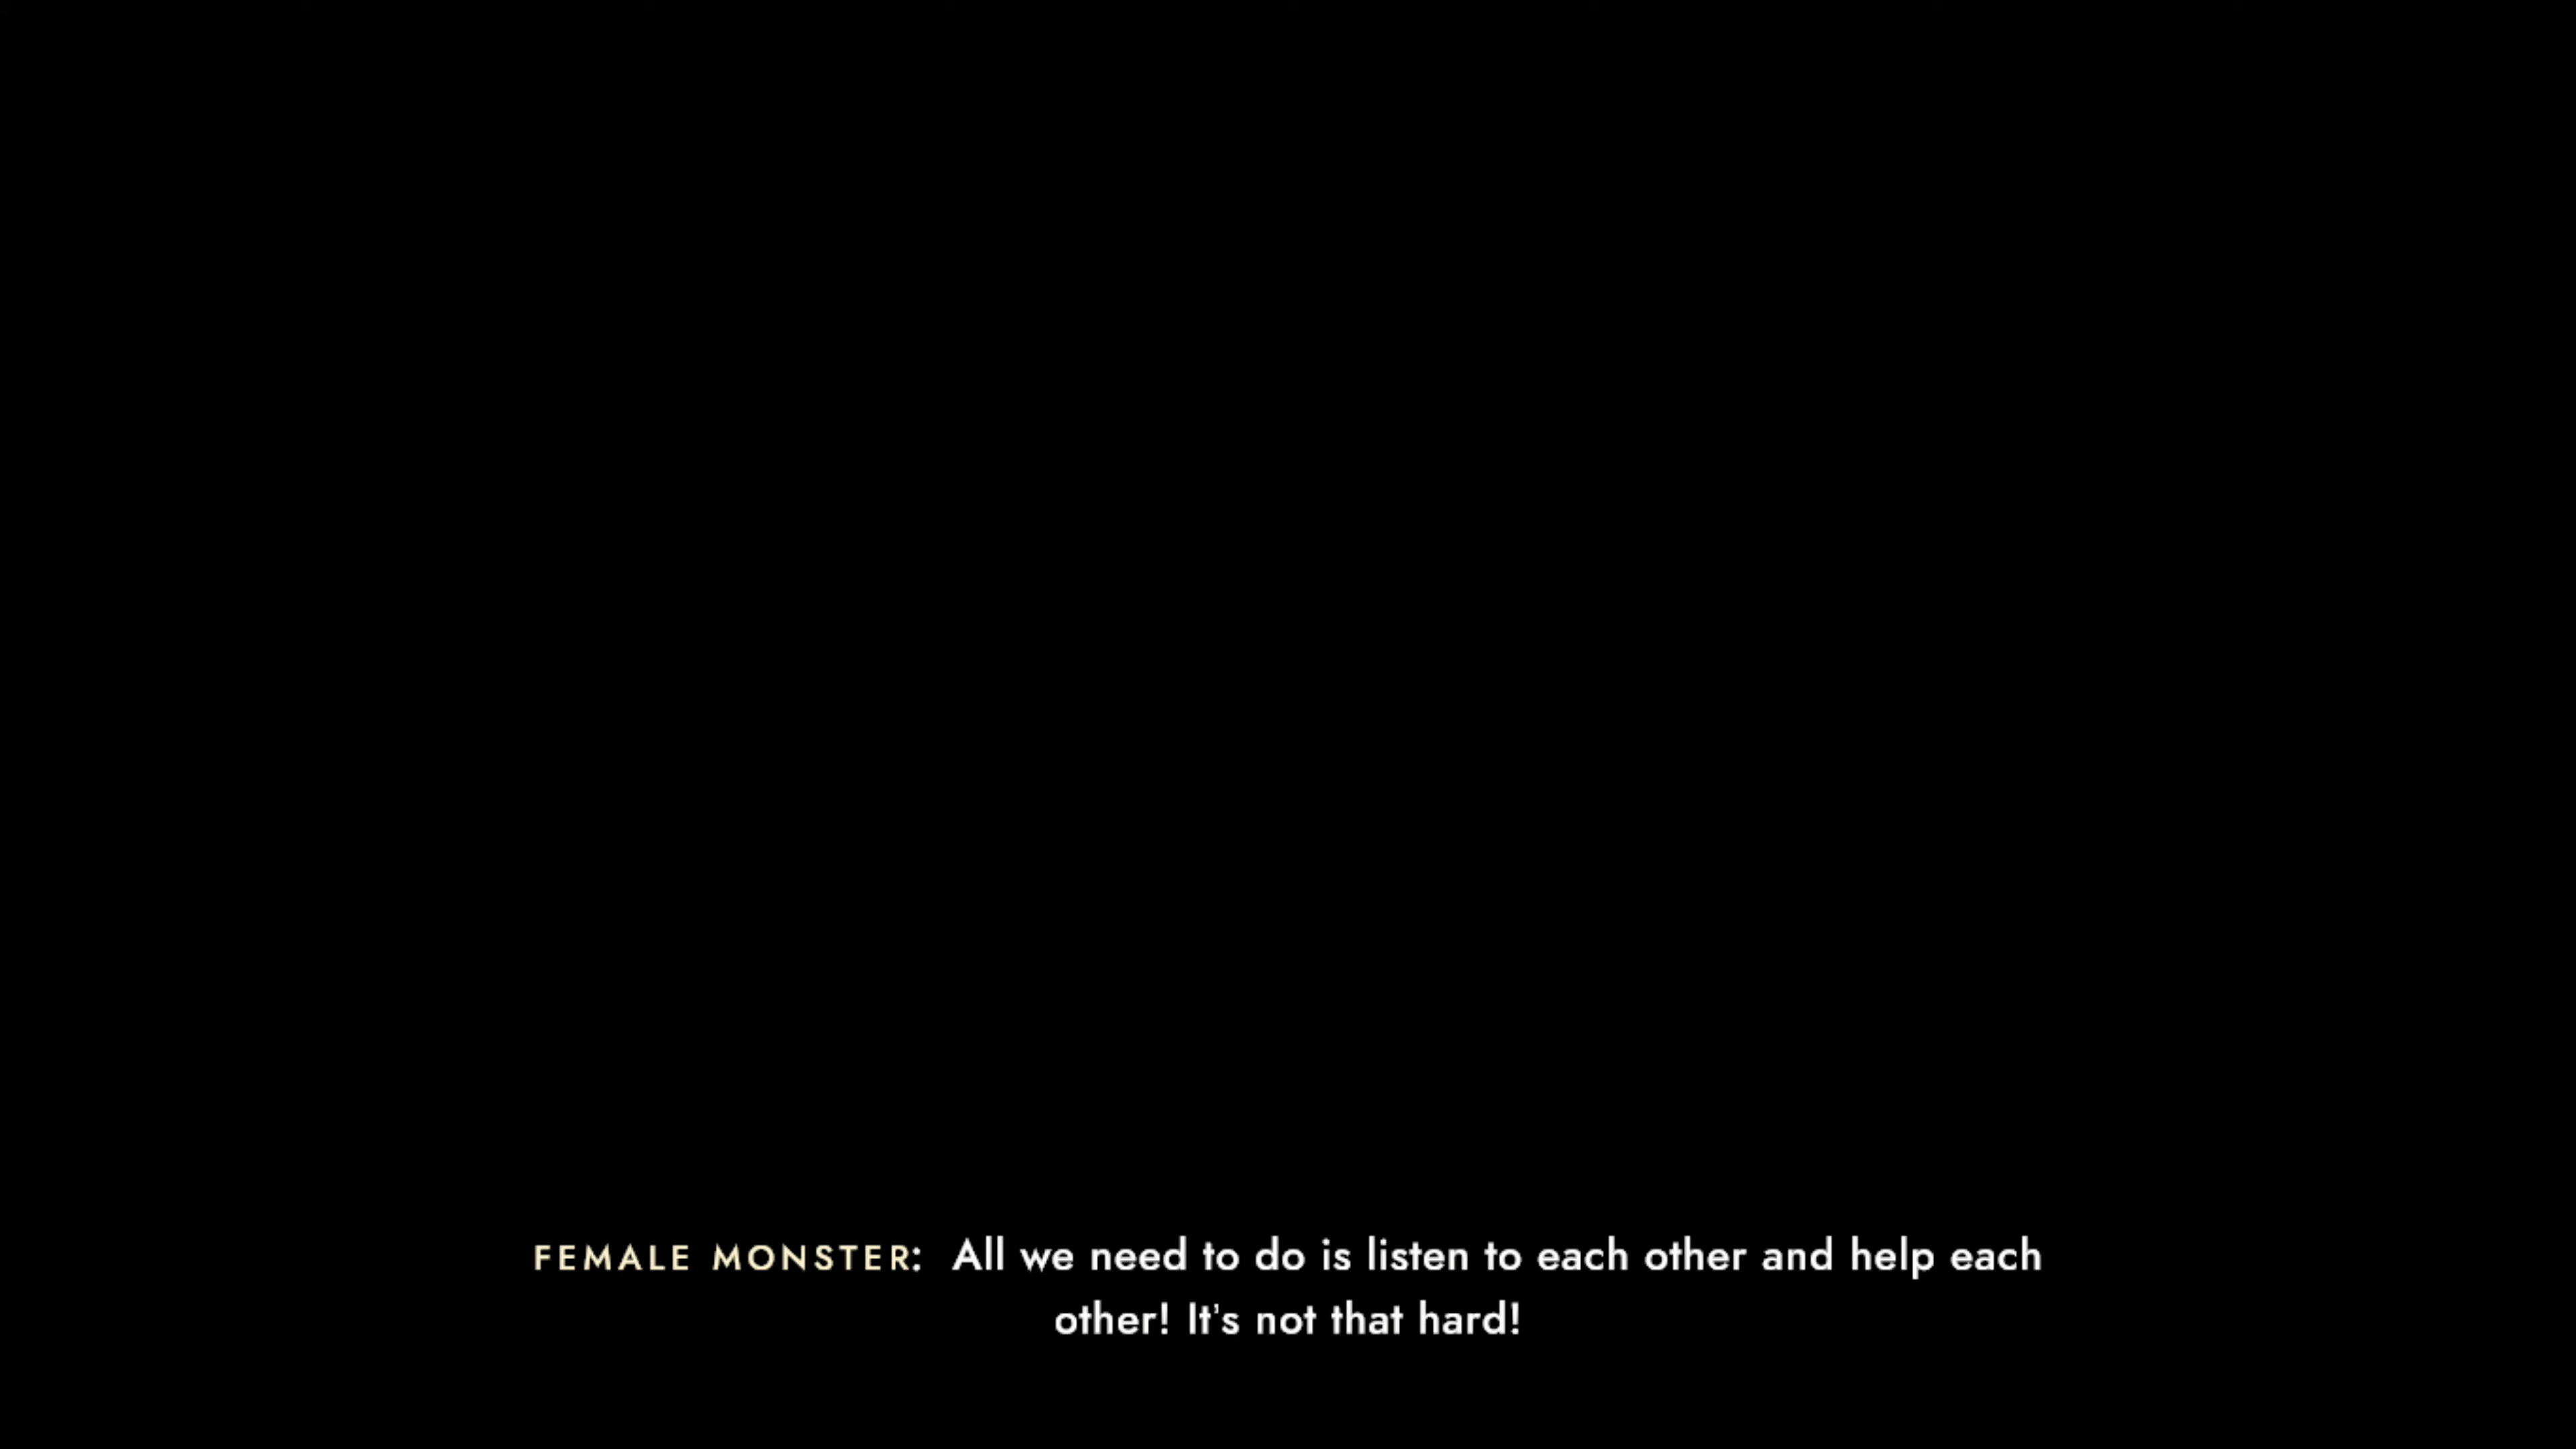 FEMALE MONSTER: All we need to do is listen to each other and help each
other! It's not that hard!